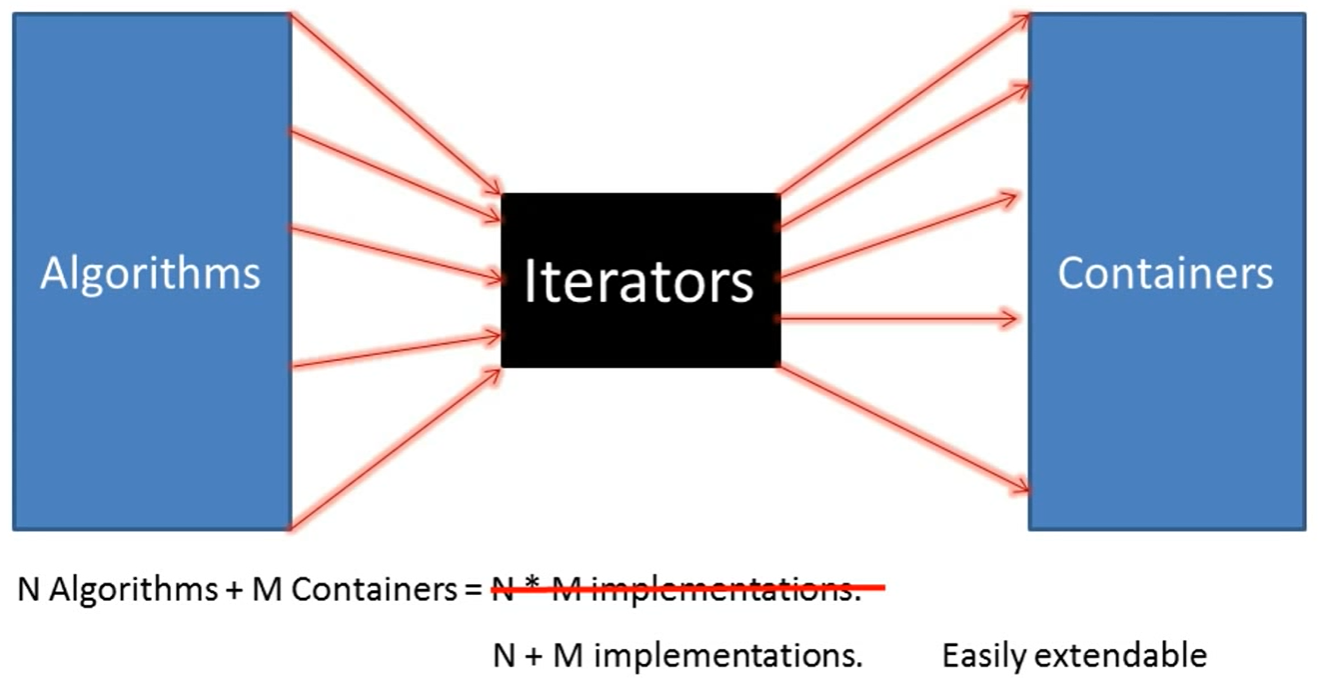 Algorithms
Iterators
Containers
N Algorithms + M Containers = N * M implementations.
N + M implementations. Easily extendable